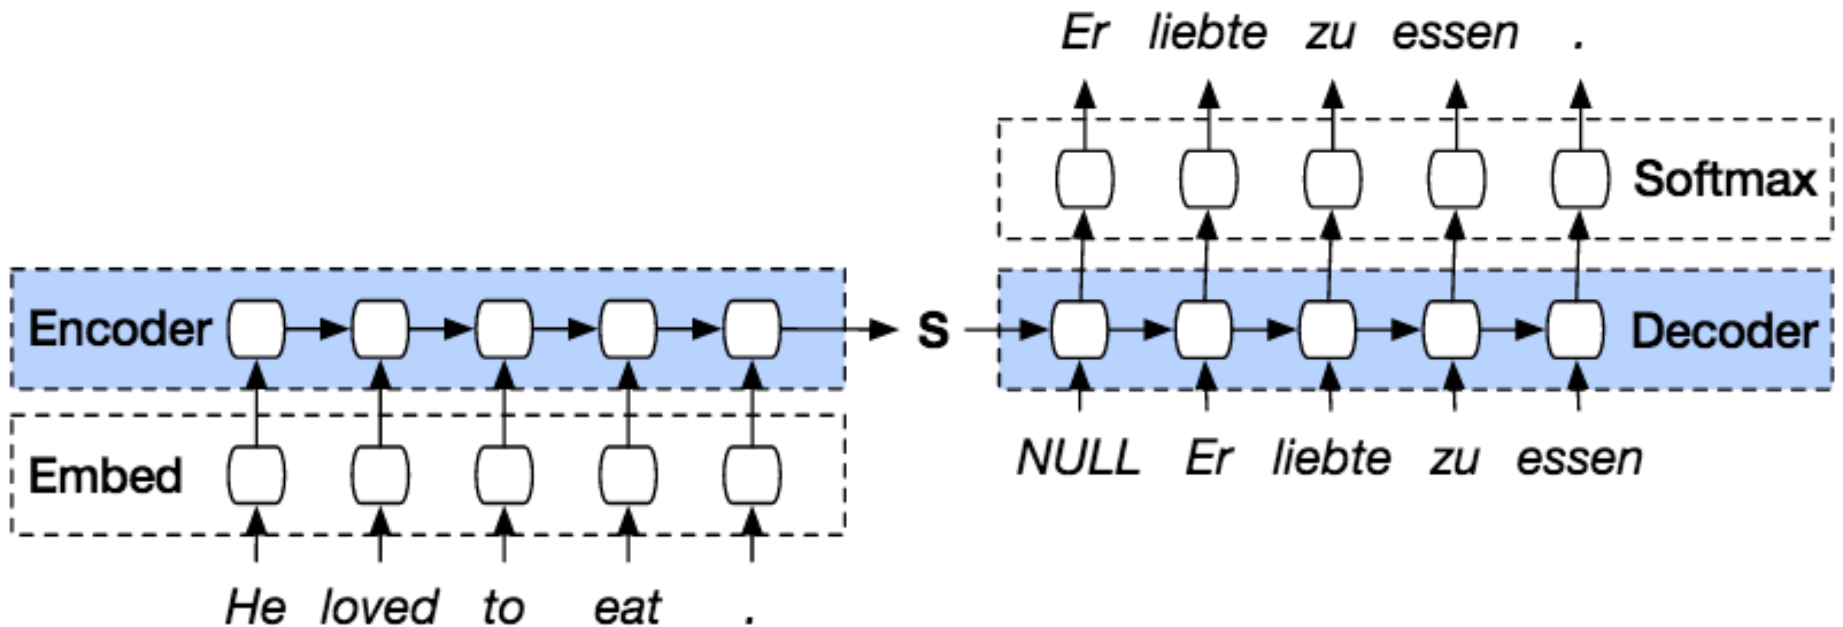 Er liebte zu essen .
Softmax
Encoder
S
Decoder
NULL Er liebte zu essen
Embed
He loved to eat .